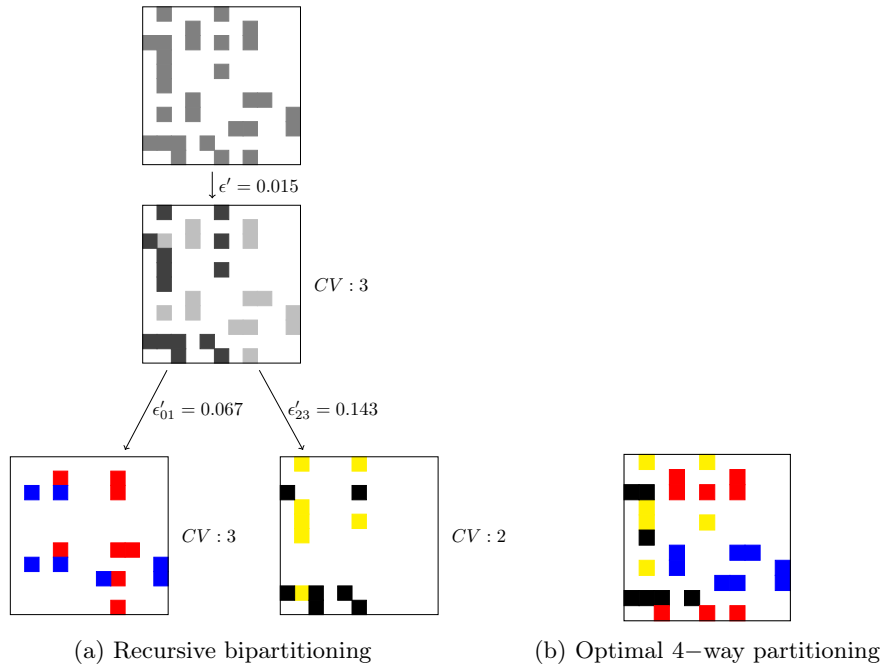 ϵ′ = 0.015
CV : 3
ϵ′01 = 0.067
ϵ′23 = 0.143
CV : 3
CV : 2
(a) Recursive bipartitioning
(b) Optimal 4−way partitioning